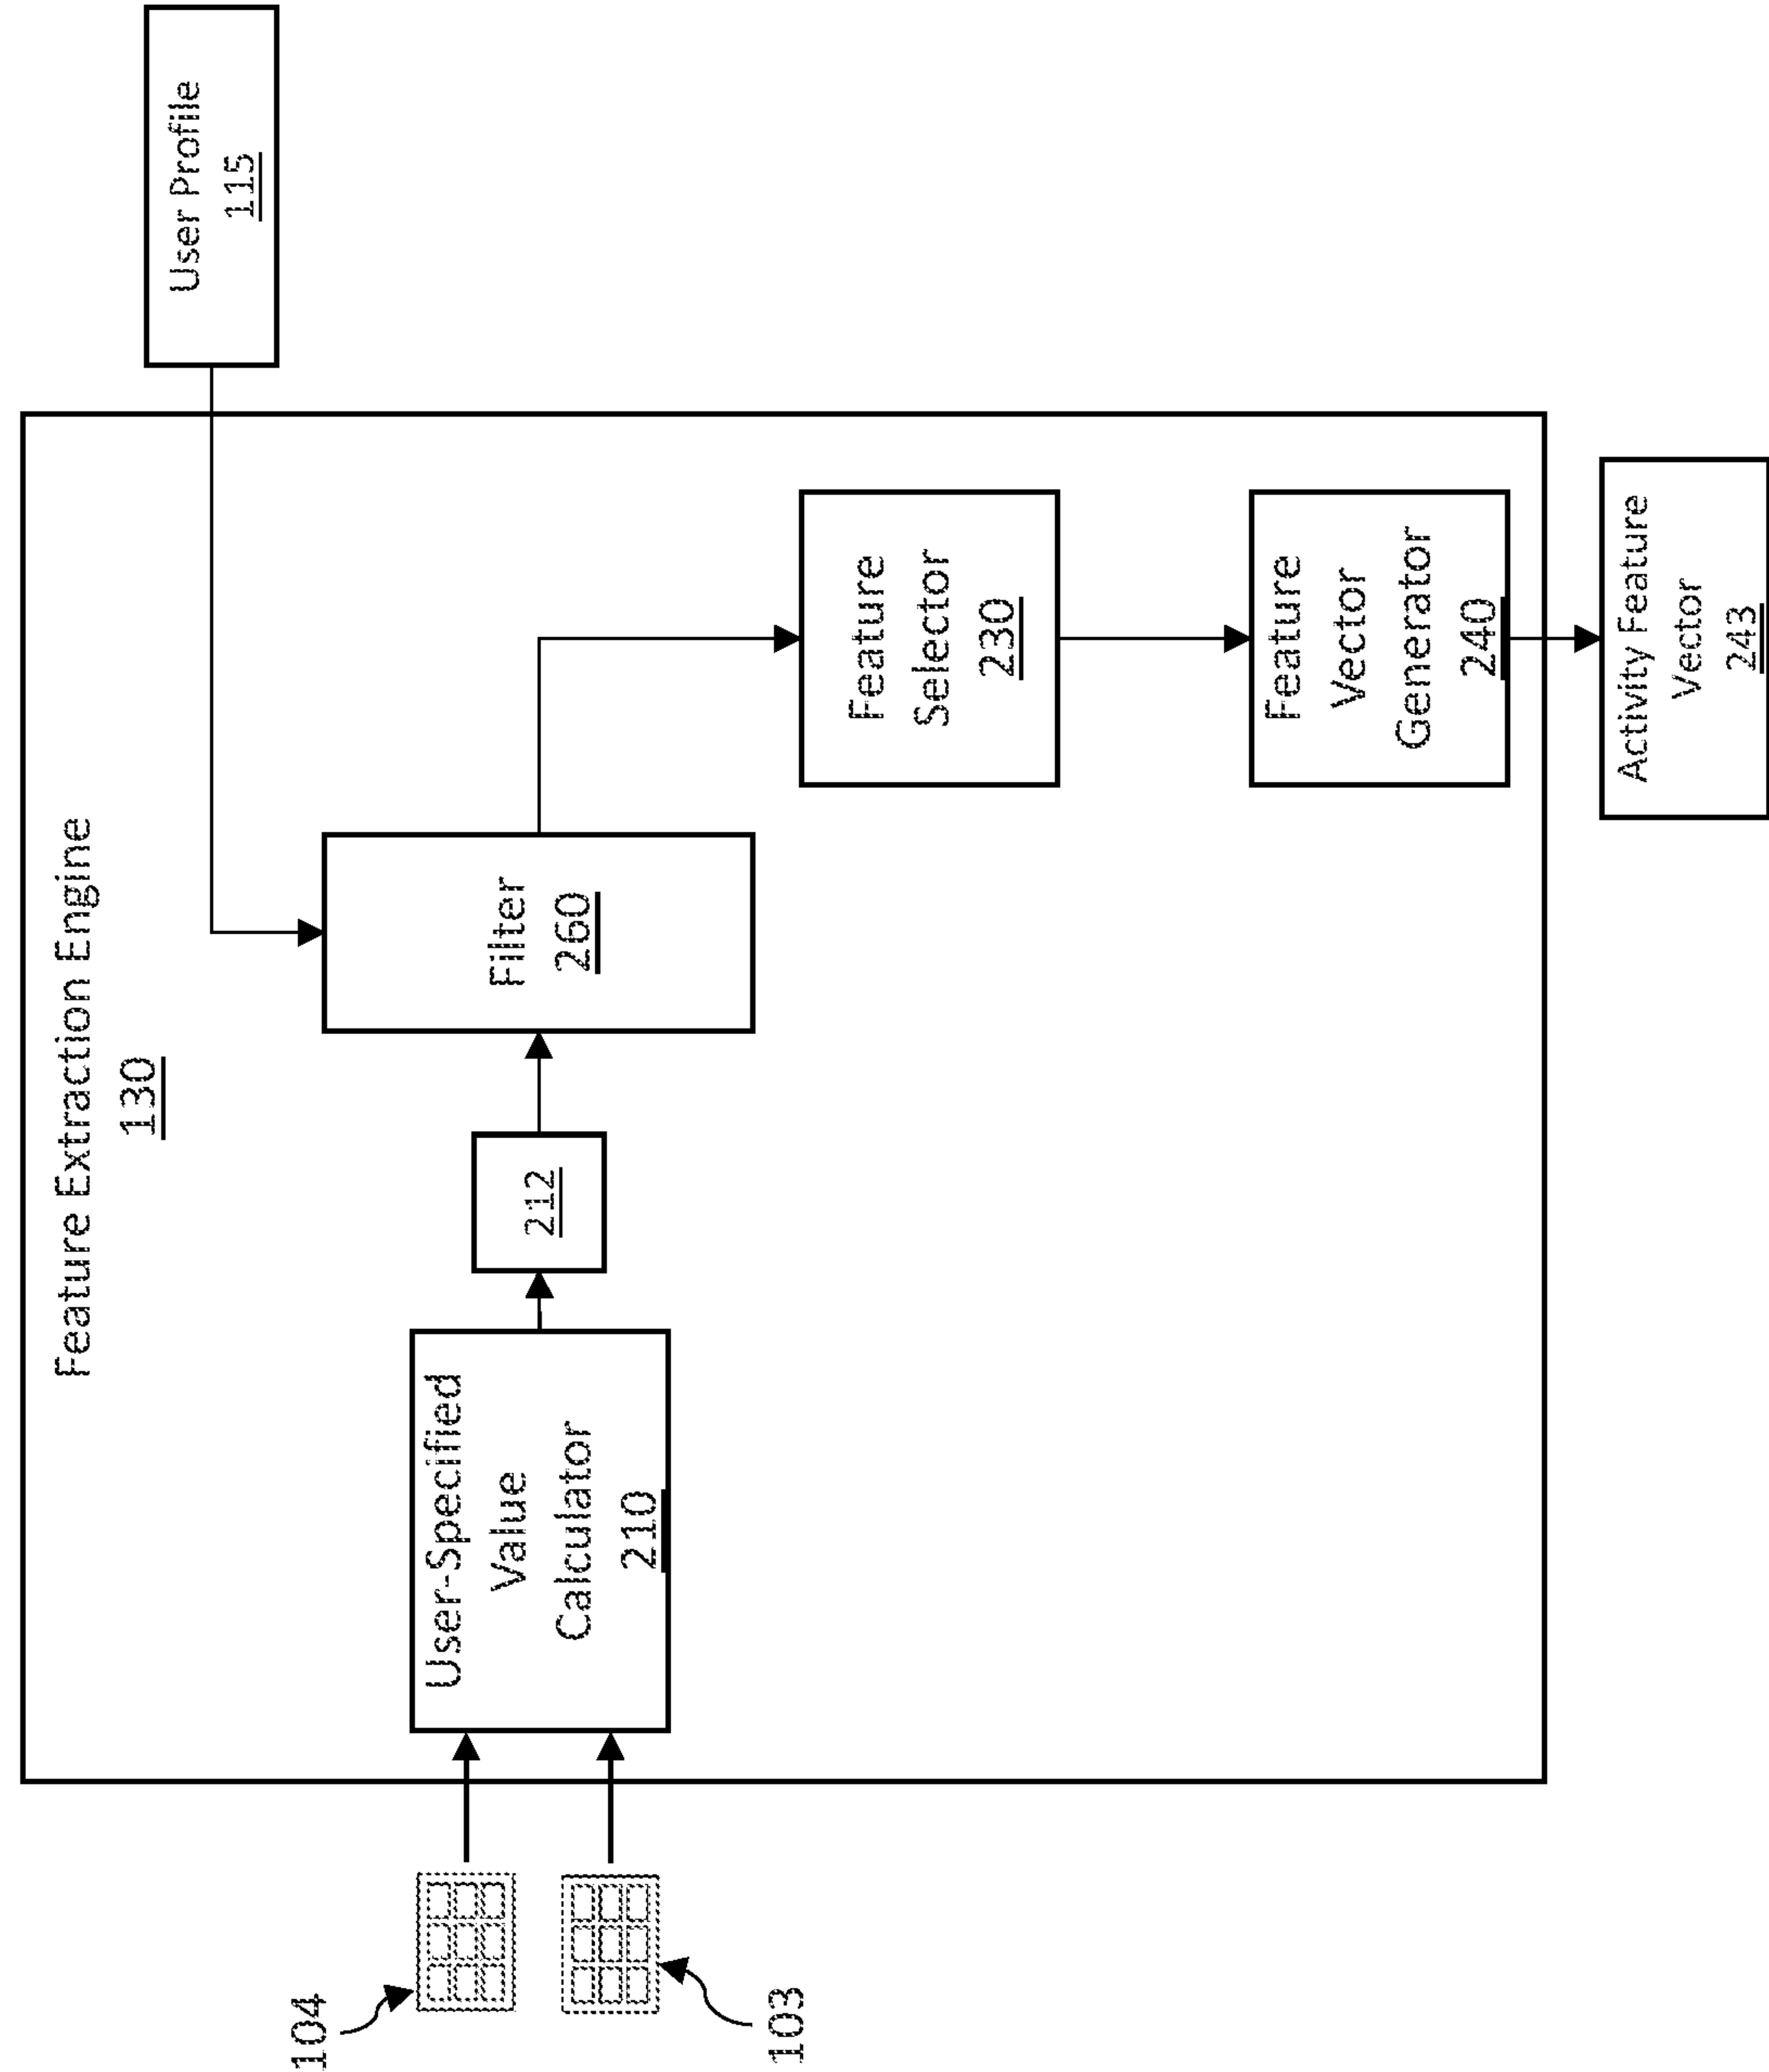 Feature Extraction Engine
130
User Profile
115
104
103
User-Specified
Value
Calculator
210
212
Filter
260
Feature
Selector
230
Feature
Vector
Generator
240
Activity Feature
Vector
243